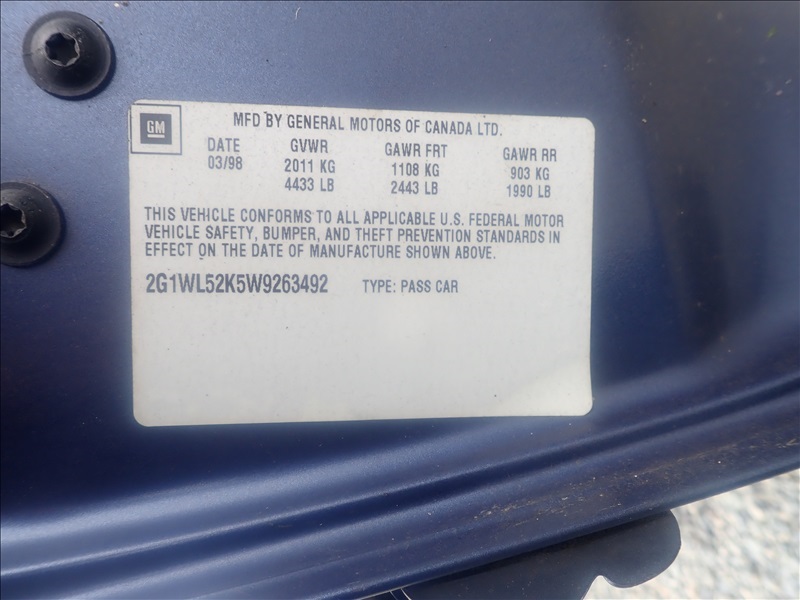 GM
MFD BY GENERAL MOTORS OF CANADA LTD.
DATE GVWR GAWR FRT GAWR RR
03/98 2011 KG 1108 KG 903 KG
4433 LB 2443 LB 1990 LB
THIS VEHICLE CONFORMS TO ALL APPLICABLE U.S. FEDERAL MOTOR
VEHICLE SAFETY, BUMPER, AND THEFT PREVENTION STANDARDS IN
EFFECT ON THE DATE OF MANUFACTURE SHOWN ABOVE.
2G1WL52K5W9263492 TYPE: PASS CAR